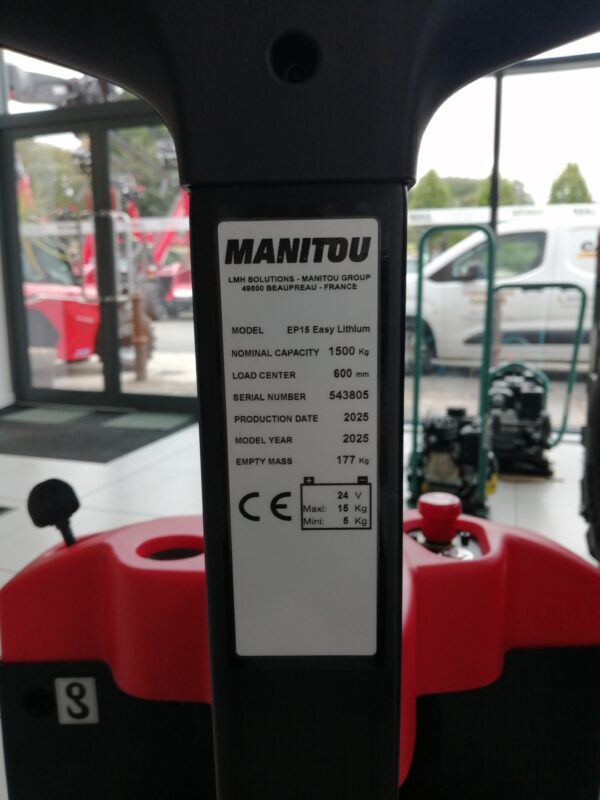 MANITOU
LMH SOLUTIONS - MANITOU GROUP
49600 BEAUPREAU - FRANCE
MODEL EP15 Easy Lithium
NOMINAL CAPACITY 1500 Kg
LOAD CENTER 600 mm
SERIAL NUMBER 543805
PRODUCTION DATE 2025
MODEL YEAR 2025
EMPTY MASS 177 Kg
CE
+ -
24 V
Maxi: 15 Kg
Mini: 5 Kg